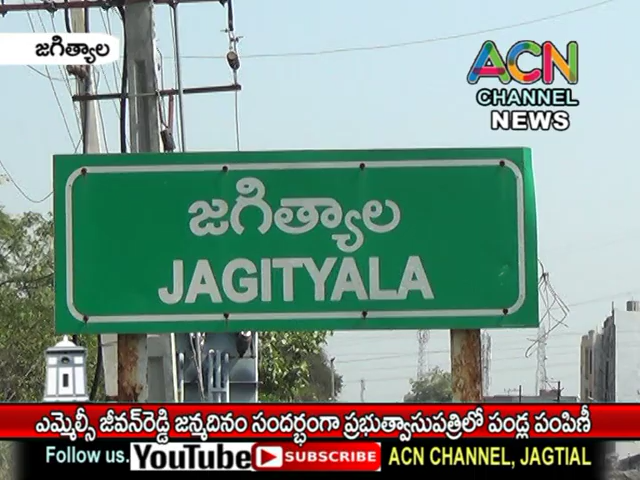 జగిత్యాల
ACN
CHANNEL
NEWS
జగిత్యాల
JAGITYALA
ఎమ్మెల్సీ జీవన్‌రెడ్డి జన్మదినం సందర్భంగా ప్రభుత్వాసుపత్రిలో పండ్ల పంపిణీ
Follow us. YouTube SUBSCRIBE ACN CHANNEL, JAGTIAL